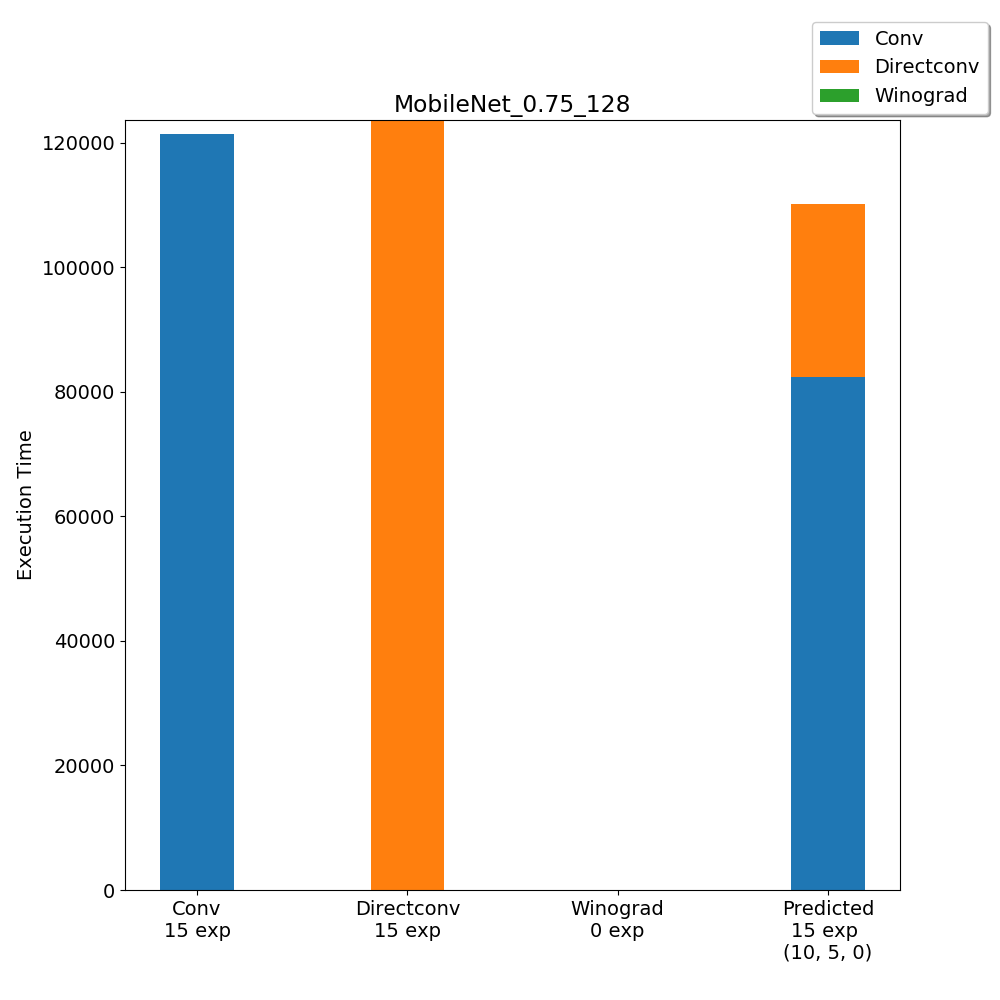 Conv
Directconv
Winograd
MobileNet_0.75_128
120000
100000
80000
60000
40000
20000
0
Execution Time
Conv
15 exp
Directconv
15 exp
Winograd
0 exp
Predicted
15 exp
(10, 5, 0)